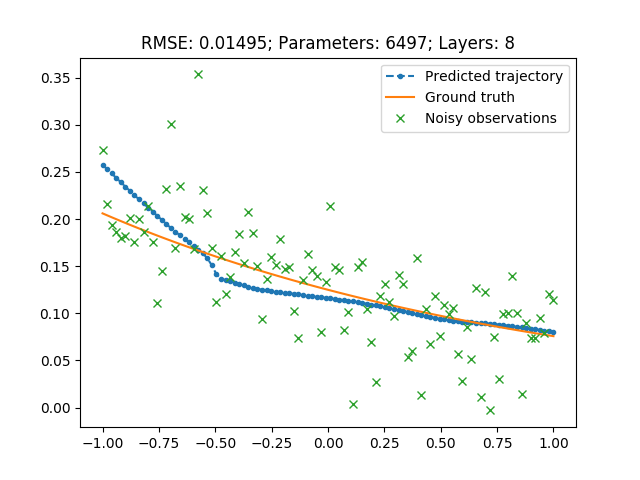 RMSE: 0.01495; Parameters: 6497; Layers: 8
Predicted trajectory
Ground truth
Noisy observations
0.35
0.30
0.25
0.20
0.15
0.10
0.05
0.00
−1.00 −0.75 −0.50 −0.25 0.00 0.25 0.50 0.75 1.00